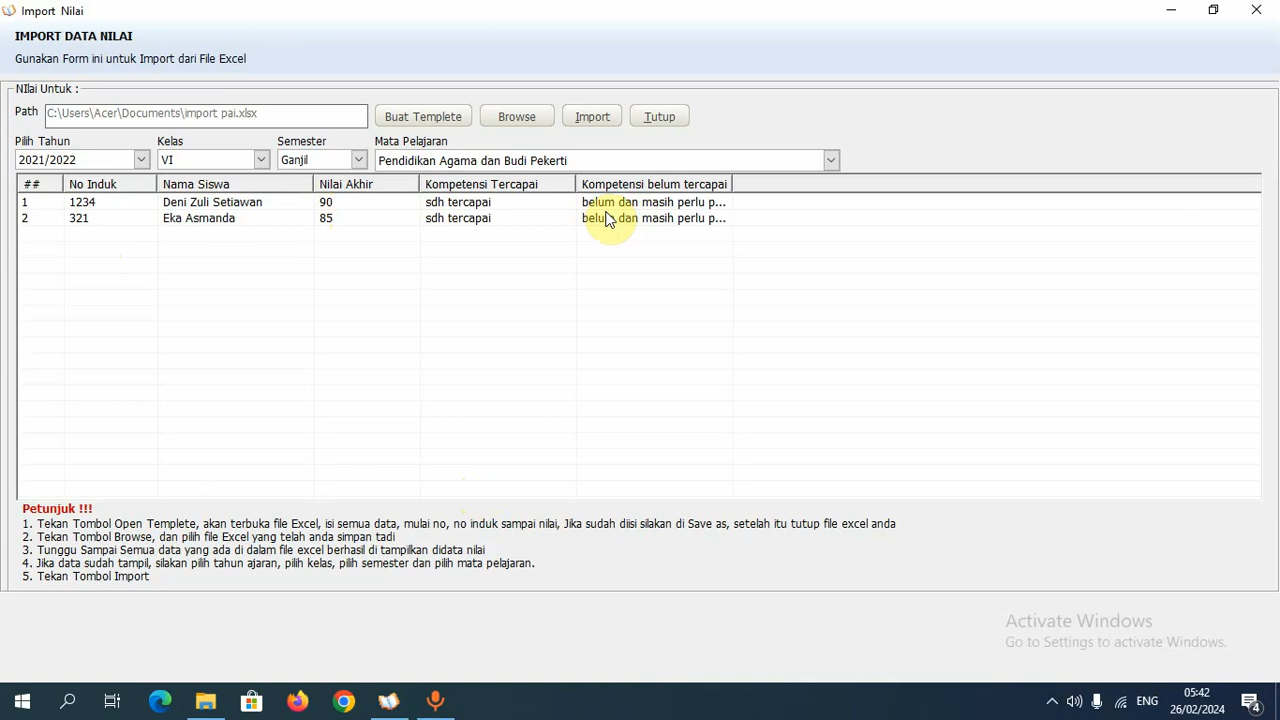 Import Nilai
IMPORT DATA NILAI
Gunakan Form ini untuk Import dari File Excel
NIlai Untuk :
Path C:\Users\Acer\Documents\import pai.xlsx Buat Templete Browse Import Tutup
Pilih Tahun Kelas Semester Mata Pelajaran
2021/2022 VI Ganjil Pendidikan Agama dan Budi Pekerti
## No Induk Nama Siswa Nilai Akhir Kompetensi Tercapai Kompetensi belum tercapai
1 1234 Deni Zuli Setiawan 90 sdh tercapai belum dan masih perlu p...
2 321 Eka Asmanda 85 sdh tercapai belum dan masih perlu p...
Petunjuk !!!
1. Tekan Tombol Open Templete, akan terbuka file Excel, isi semua data, mulai no, no induk sampai nilai, Jika sudah diisi silakan di Save as, setelah itu tutup file excel anda
2. Tekan Tombol Browse, dan pilih file Excel yang telah anda simpan tadi
3. Tunggu Sampai Semua data yang ada di dalam file excel berhasil di tampilkan didata nilai
4. Jika data sudah tampil, silakan pilih tahun ajaran, pilih kelas, pilih semester dan pilih mata pelajaran.
5. Tekan Tombol Import
Activate Windows
Go to Settings to activate Windows.
ENG 05:42
26/02/2024 4